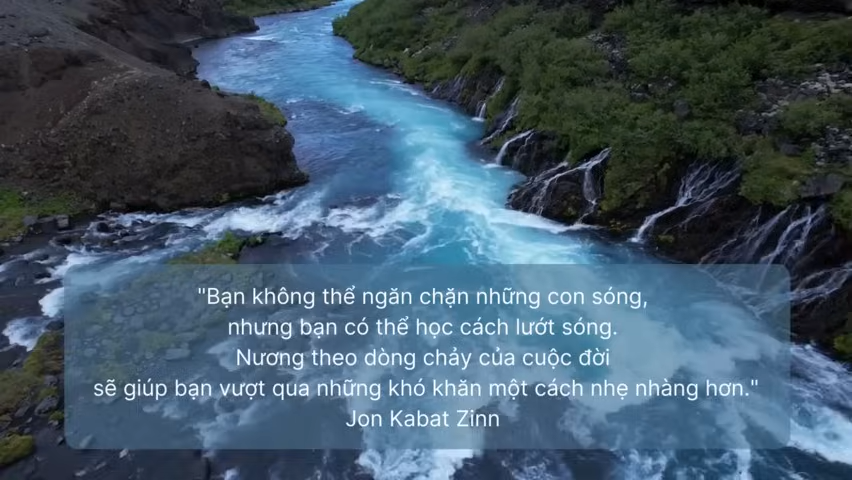 "Bạn không thể ngăn chặn những con sóng,
nhưng bạn có thể học cách lướt sóng.
Nương theo dòng chảy của cuộc đời
sẽ giúp bạn vượt qua những khó khăn một cách nhẹ nhàng hơn."
Jon Kabat Zinn